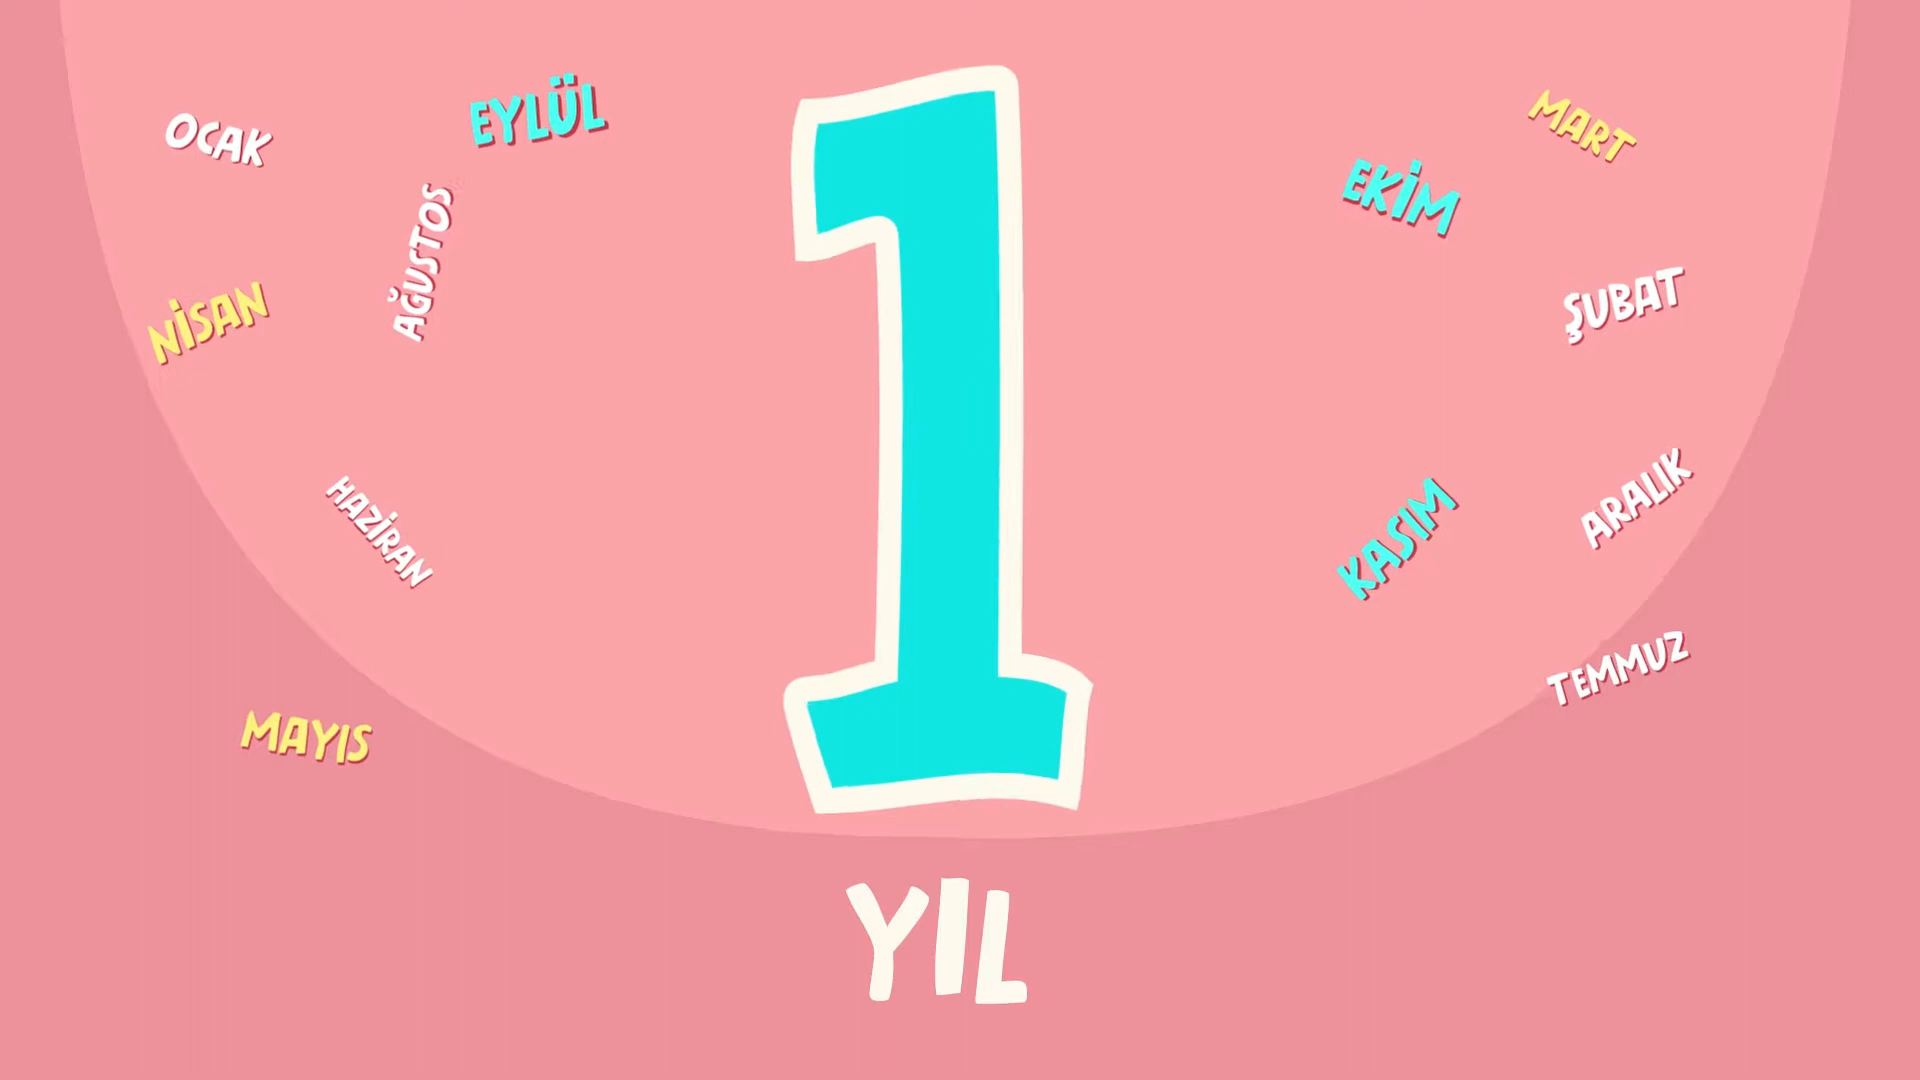 OCAK
EYLÜL
MART
EKİM
AĞUSTOS
NİSAN
ŞUBAT
1
HAZİRAN
KASIM
ARALIK
TEMMUZ
MAYIS
YIL